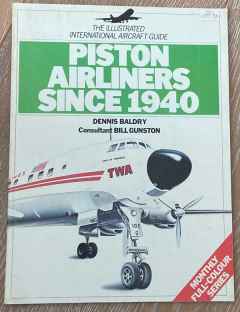 THE ILLUSTRATED
INTERNATIONAL AIRCRAFT GUIDE
PISTON
AIRLINERS
SINCE 1940
DENNIS BALDRY
Consultant BILL GUNSTON
TWA
MONTHLY
FULL-COLOUR
SERIES